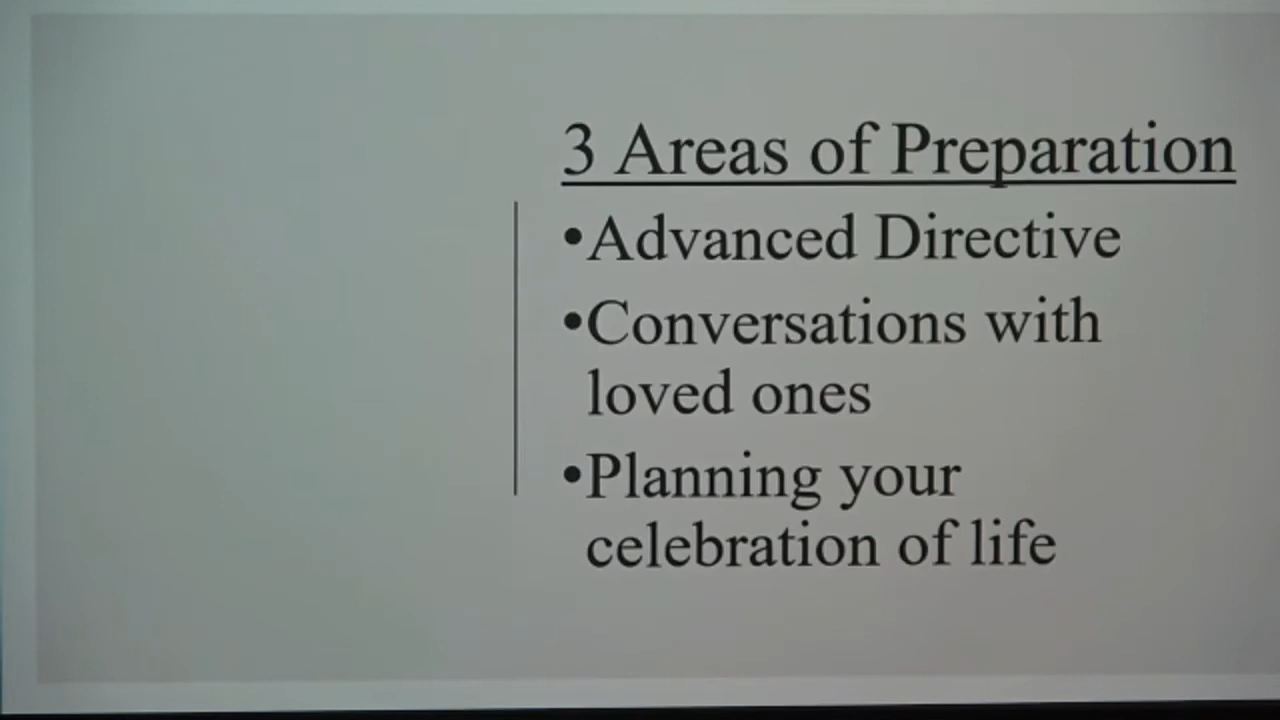 3 Areas of Preparation
•Advanced Directive
•Conversations with
loved ones
•Planning your
celebration of life